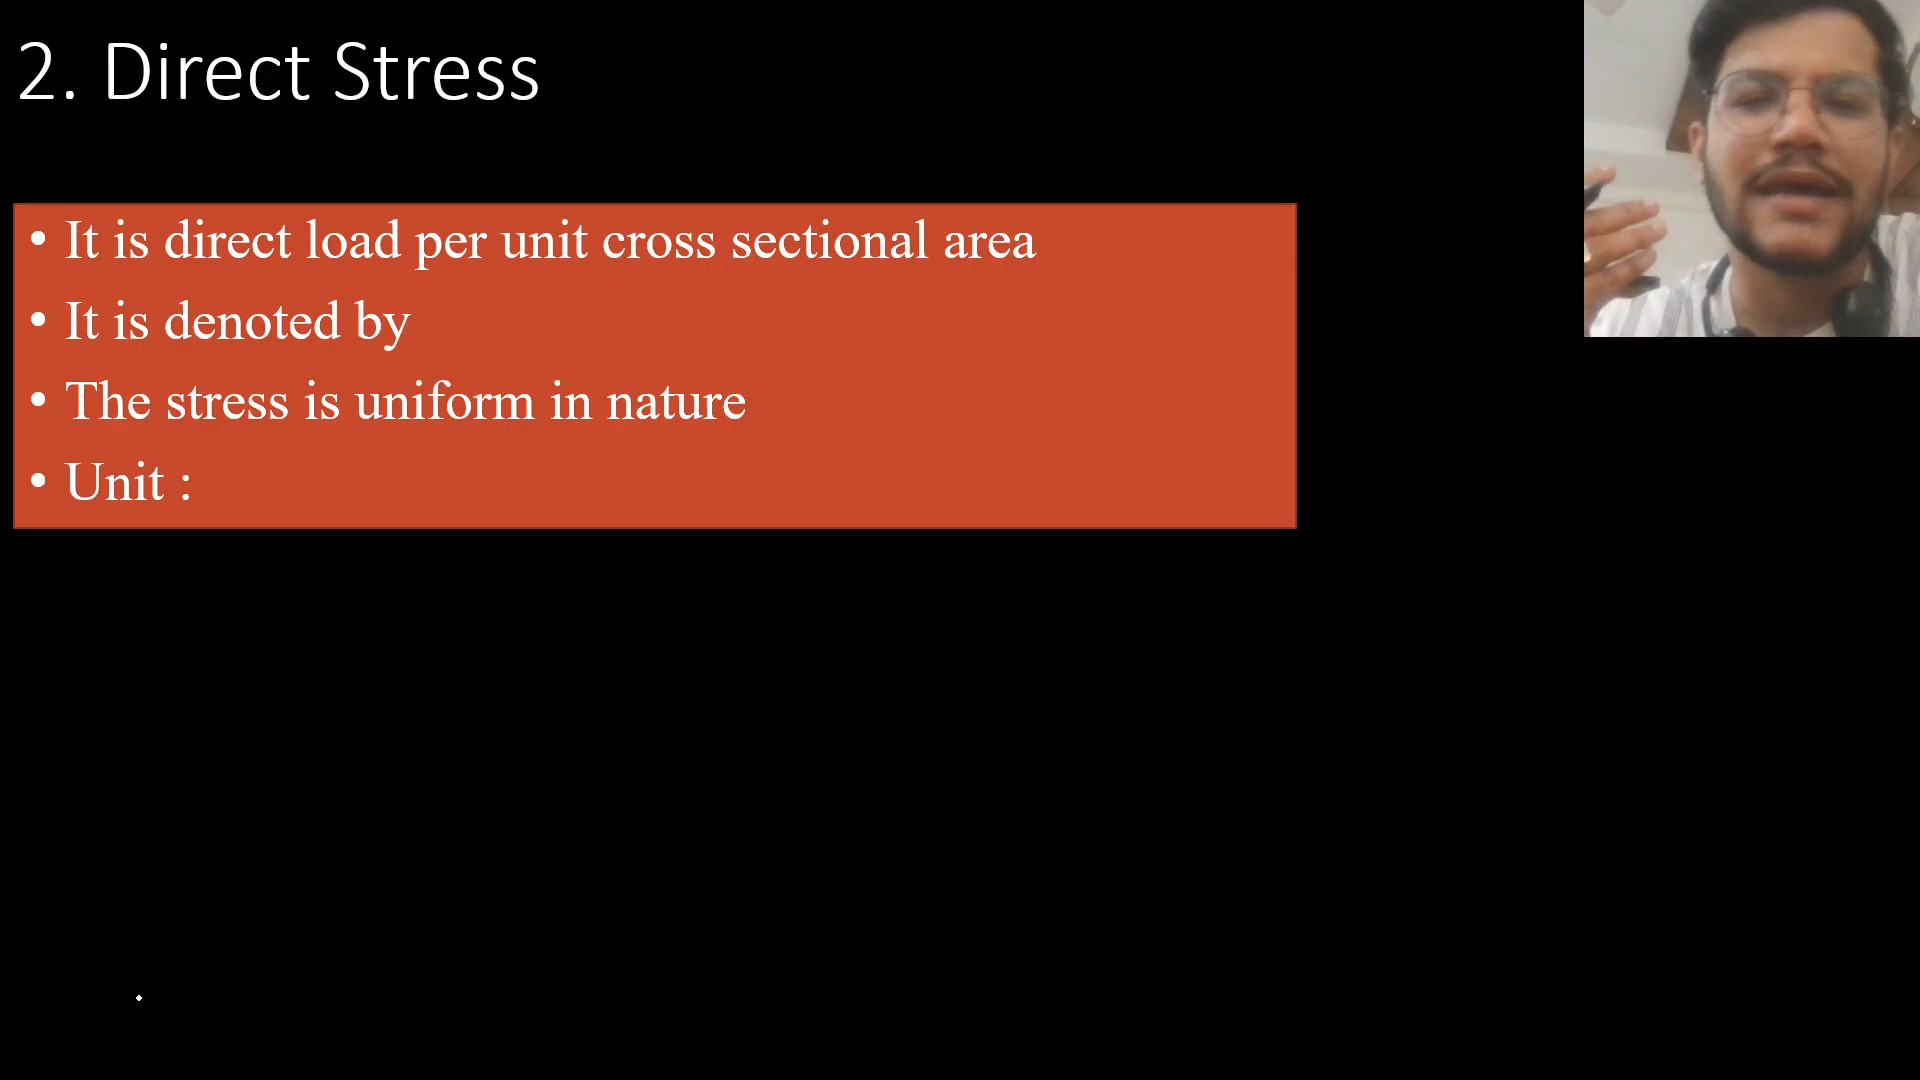 2. Direct Stress
• It is direct load per unit cross sectional area
• It is denoted by
• The stress is uniform in nature
• Unit :